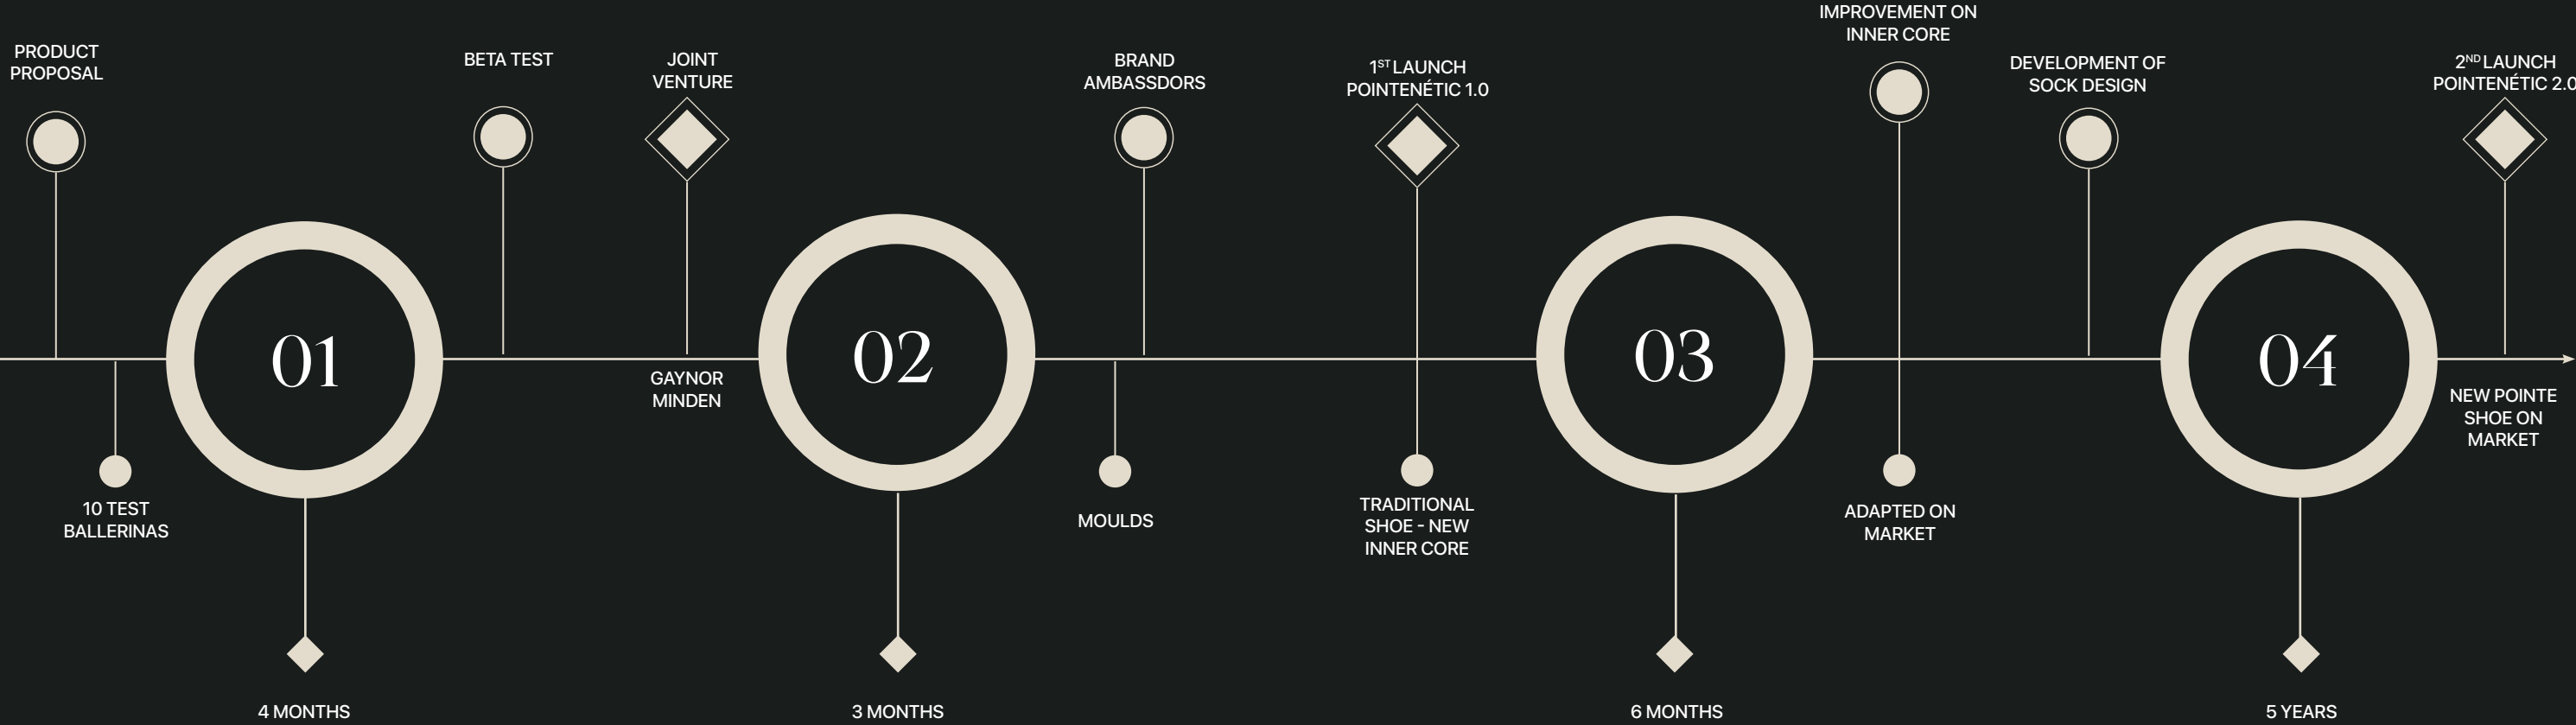 PRODUCT
PROPOSAL
10 TEST
BALLERINAS
01
4 MONTHS
BETA TEST
JOINT
VENTURE
GAYNOR
MINDEN
02
3 MONTHS
BRAND
AMBASSDORS
MOULDS
1ST LAUNCH
POINTENÉTIC 1.0
TRADITIONAL
SHOE - NEW
INNER CORE
03
6 MONTHS
IMPROVEMENT ON
INNER CORE
ADAPTED ON
MARKET
DEVELOPMENT OF
SOCK DESIGN
04
5 YEARS
2ND LAUNCH
POINTENÉTIC 2.0
NEW POINTE
SHOE ON
MARKET